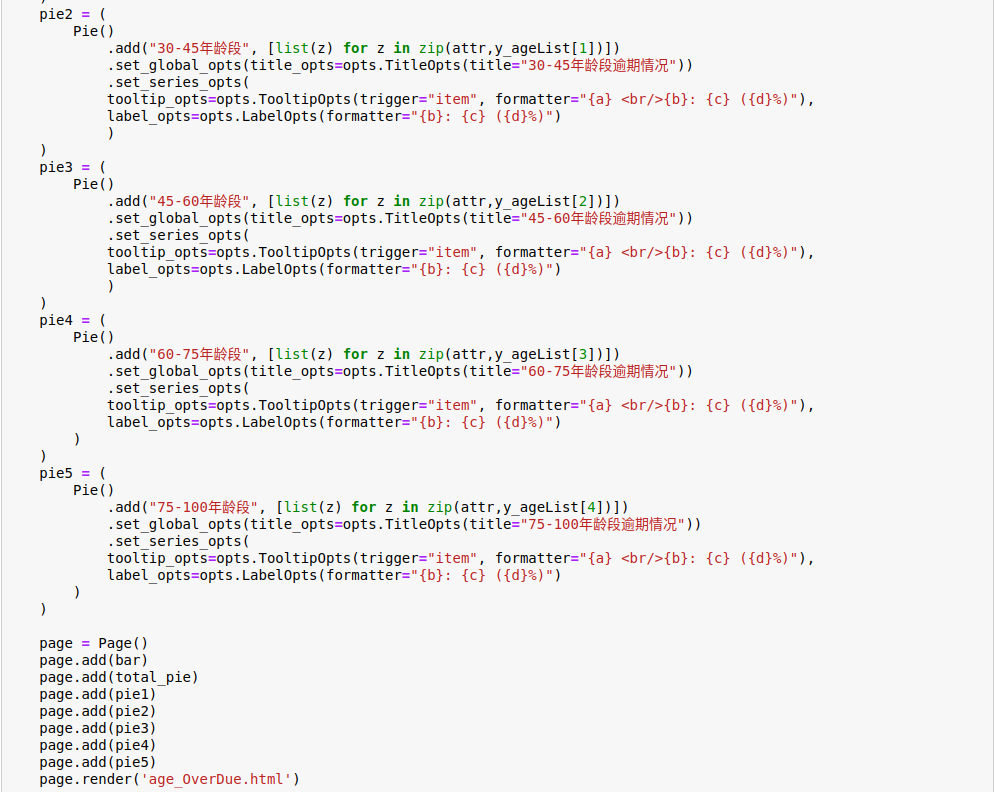 pie2 = (
    Pie()
        .add("30-45年龄段", [list(z) for z in zip(attr,y_ageList[1])])
        .set_global_opts(title_opts=opts.TitleOpts(title="30-45年龄段逾期情况"))
        .set_series_opts(
        tooltip_opts=opts.TooltipOpts(trigger="item", formatter="{a} <br/>{b}: {c} ({d}%)"),
        label_opts=opts.LabelOpts(formatter="{b}: {c} ({d}%)")
        )
)
pie3 = (
    Pie()
        .add("45-60年龄段", [list(z) for z in zip(attr,y_ageList[2])])
        .set_global_opts(title_opts=opts.TitleOpts(title="45-60年龄段逾期情况"))
        .set_series_opts(
        tooltip_opts=opts.TooltipOpts(trigger="item", formatter="{a} <br/>{b}: {c} ({d}%)"),
        label_opts=opts.LabelOpts(formatter="{b}: {c} ({d}%)")
        )
)
pie4 = (
    Pie()
        .add("60-75年龄段", [list(z) for z in zip(attr,y_ageList[3])])
        .set_global_opts(title_opts=opts.TitleOpts(title="60-75年龄段逾期情况"))
        .set_series_opts(
        tooltip_opts=opts.TooltipOpts(trigger="item", formatter="{a} <br/>{b}: {c} ({d}%)"),
        label_opts=opts.LabelOpts(formatter="{b}: {c} ({d}%)")
    )
)
pie5 = (
    Pie()
        .add("75-100年龄段", [list(z) for z in zip(attr,y_ageList[4])])
        .set_global_opts(title_opts=opts.TitleOpts(title="75-100年龄段逾期情况"))
        .set_series_opts(
        tooltip_opts=opts.TooltipOpts(trigger="item", formatter="{a} <br/>{b}: {c} ({d}%)"),
        label_opts=opts.LabelOpts(formatter="{b}: {c} ({d}%)")
    )
)

page = Page()
page.add(bar)
page.add(total_pie)
page.add(pie1)
page.add(pie2)
page.add(pie3)
page.add(pie4)
page.add(pie5)
page.render('age_OverDue.html')